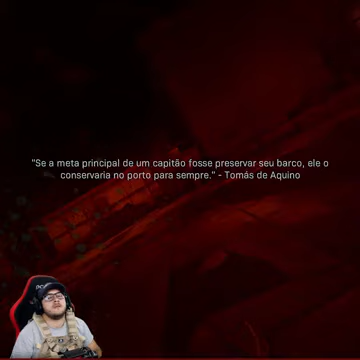 "Se a meta principal de um capitão fosse preservar seu barco, ele o
conservaria no porto para sempre." - Tomás de Aquino